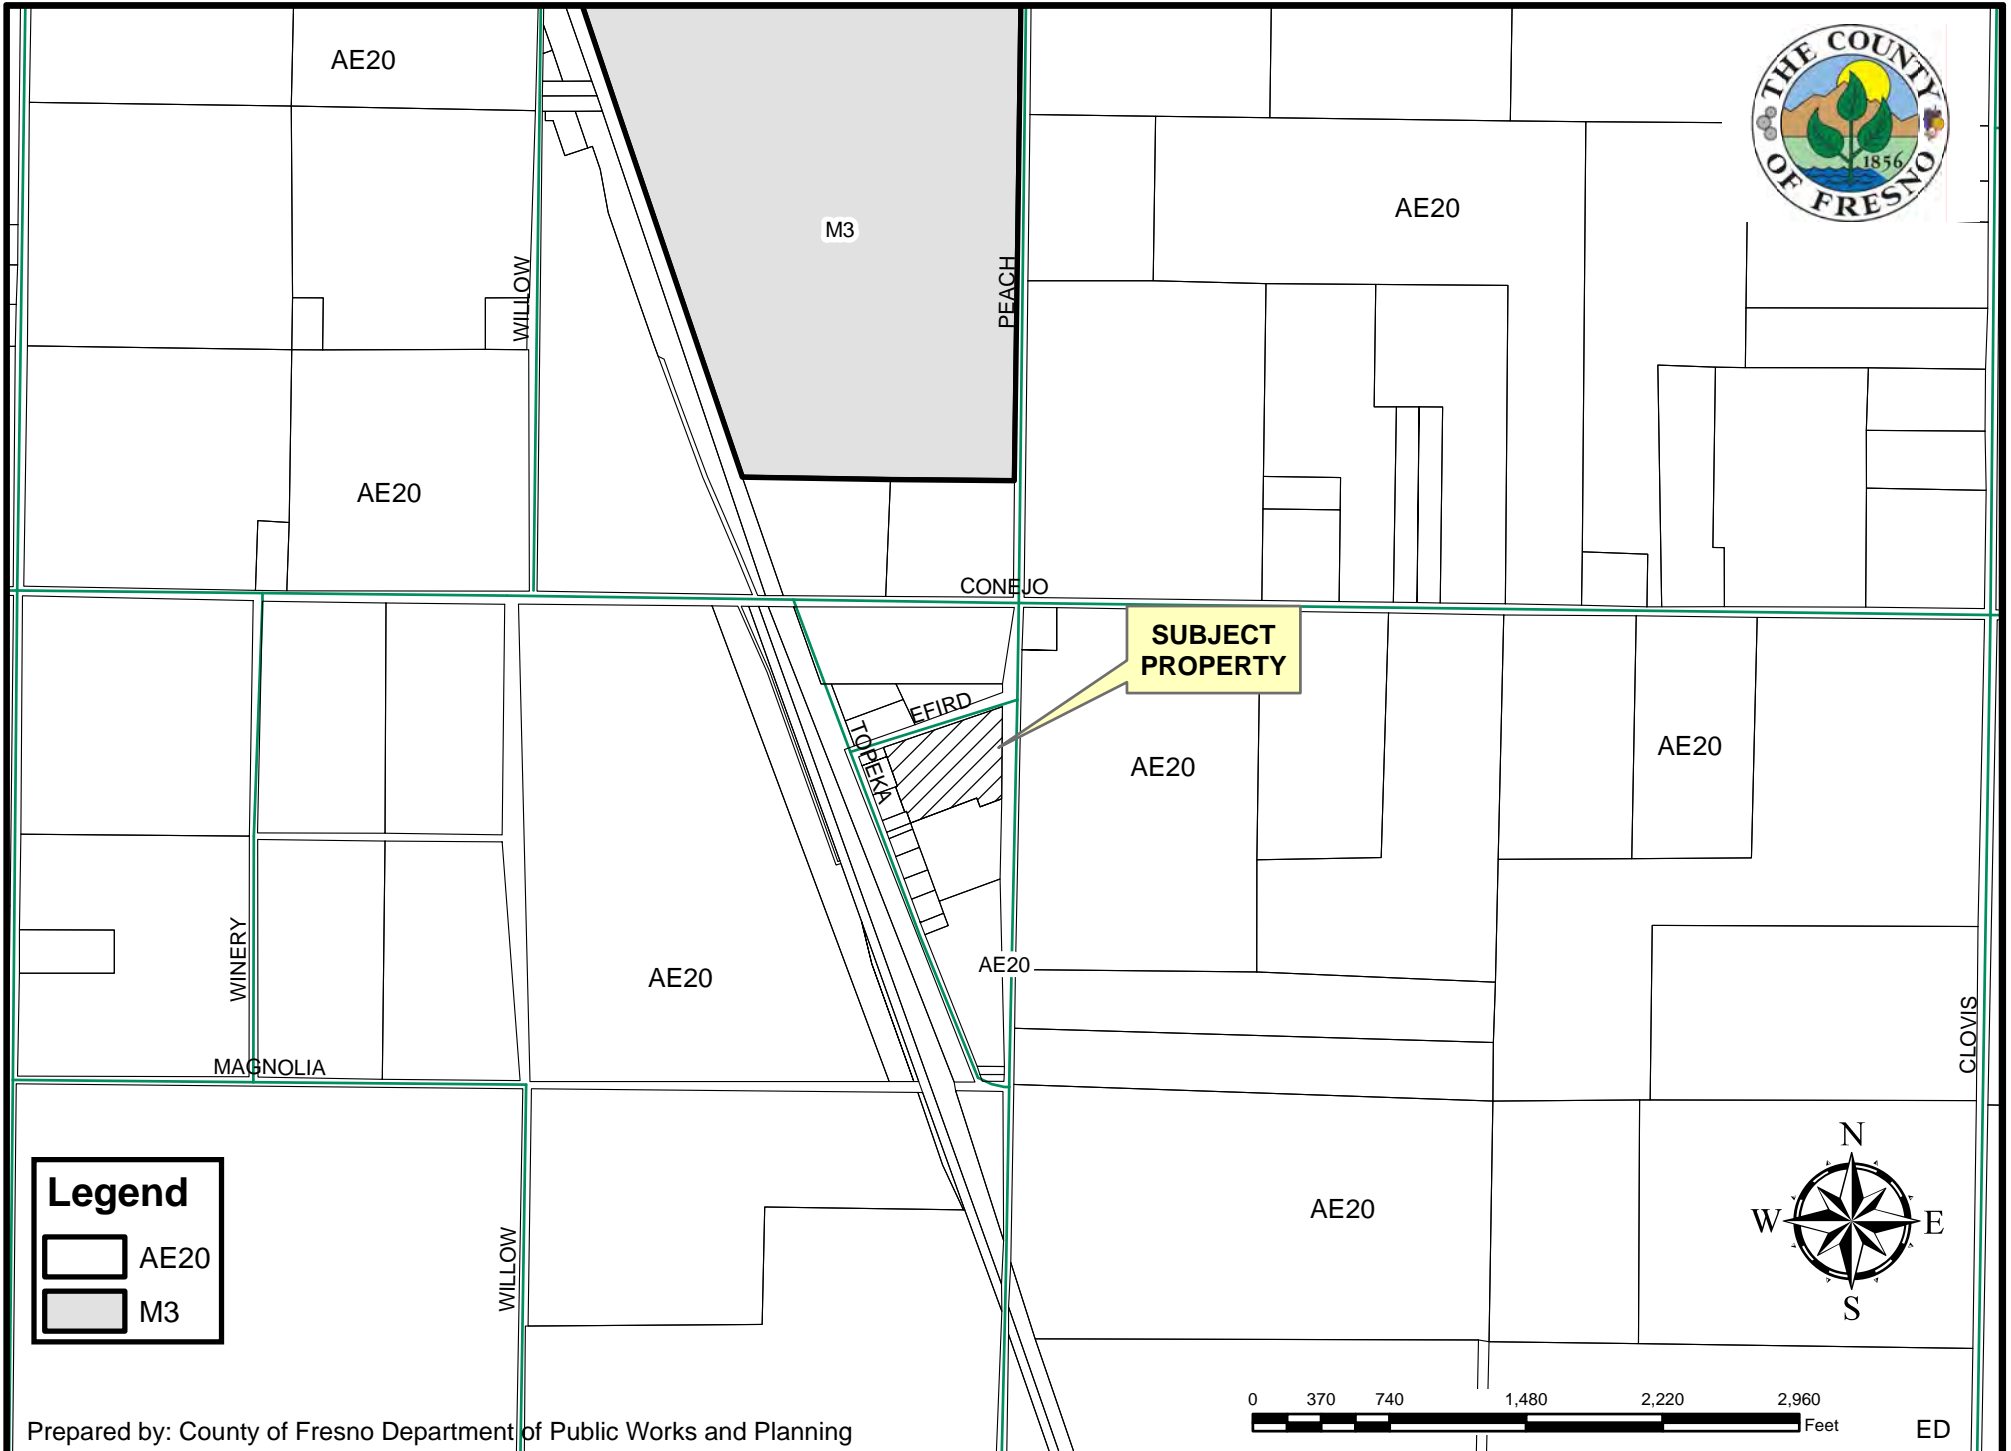 AE20
THE COUNTY
OF FRESNO
1856
AE20
M3
WILLOW
PEACH
AE20
CONEJO
SUBJECT
PROPERTY
EFIRD
TOPEKA
AE20
AE20
WINERY
AE20
AE20
CLOVIS
MAGNOLIA
N
W
E
S
Legend
AE20
M3
WILLOW
AE20
0 370 740 1,480 2,220 2,960
Feet
Prepared by: County of Fresno Department of Public Works and Planning
ED